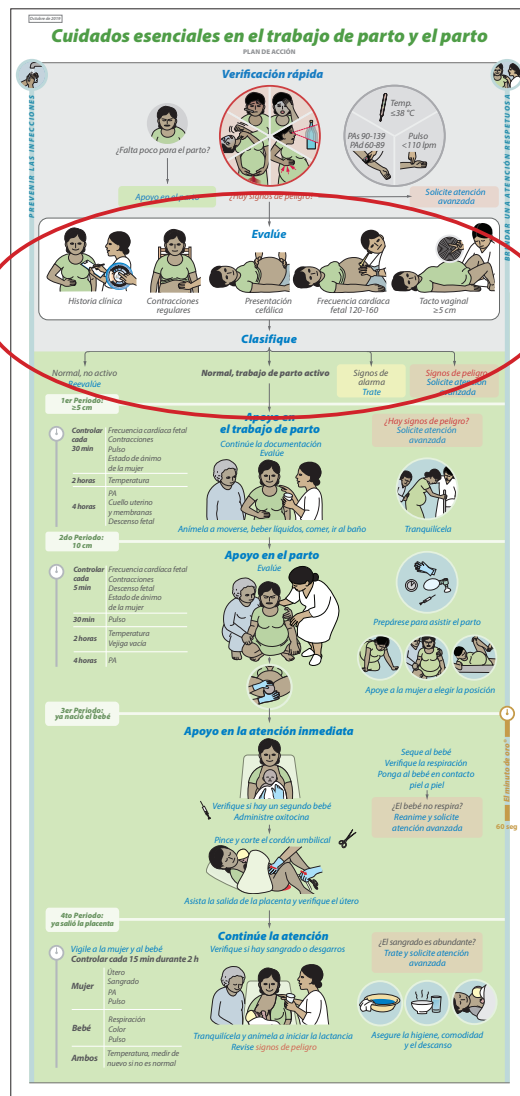 Octubre de 2019
Cuidados esenciales en el trabajo de parto y el parto
PLAN DE ACCIÓN
PREVENIR LAS INFECCIONES
BRINDAR UNA ATENCIÓN RESPETUOSA
Verificación rápida
¿Falta poco para el parto?
Temp.
≤38 °C
PAs 90-139
PAd 60-89
Pulso
<110 lpm
Apoyo en el parto
¿Hay signos de peligro?
Solicite atención
avanzada
Evalúe
Historia clínica
Contracciones
regulares
Presentación
cefálica
Frecuencia cardíaca
fetal 120-160
Tacto vaginal
≥5 cm
Clasifique
Normal, no activo
Reevalúe
Normal, trabajo de parto activo
Signos de
alarma
Trate
Signos de peligro
Solicite atención
avanzada
1er Periodo:
≥5 cm
Controlar
cada
30 min
Frecuencia cardíaca fetal
Contracciones
Pulso
Estado de ánimo
de la mujer
2 horas
Temperatura
4 horas
PA
Cuello uterino
y membranas
Descenso fetal
Apoyo en
el trabajo de parto
Continúe la documentación
Evalúe
Anímela a moverse, beber líquidos, comer, ir al baño
¿Hay signos de peligro?
Solicite atención
avanzada
Tranquilícela
2do Periodo:
10 cm
Controlar
cada
5 min
Frecuencia cardíaca fetal
Contracciones
Descenso fetal
Estado de ánimo
de la mujer
30 min
Pulso
2 horas
Temperatura
Vejiga vacía
4 horas
PA
Apoyo en el parto
Evalúe
Prepárese para asistir el parto
Apoye a la mujer a elegir la posición
3er Periodo:
ya nació el bebé
Apoyo en la atención inmediata
Verifique si hay un segundo bebé
Administre oxitocina
Pince y corte el cordón umbilical
Asista la salida de la placenta y verifique el útero
Seque al bebé
Verifique la respiración
Ponga al bebé en contacto
piel a piel
¿El bebé no respira?
Reanime y solicite
atención avanzada
El minuto de oro®
60 seg
4to Periodo:
ya salió la placenta
Vigile a la mujer y al bebé
Controlar cada 15 min durante 2 h
Mujer
Útero
Sangrado
PA
Pulso
Bebé
Respiración
Color
Pulso
Ambos
Temperatura, medir de
nuevo si no es normal
Continúe la atención
Verifique si hay sangrado o desgarros
Tranquilícela y anímela a iniciar la lactancia
Revise signos de peligro
¿El sangrado es abundante?
Trate y solicite atención
avanzada
Asegure la higiene, comodidad
y el descanso